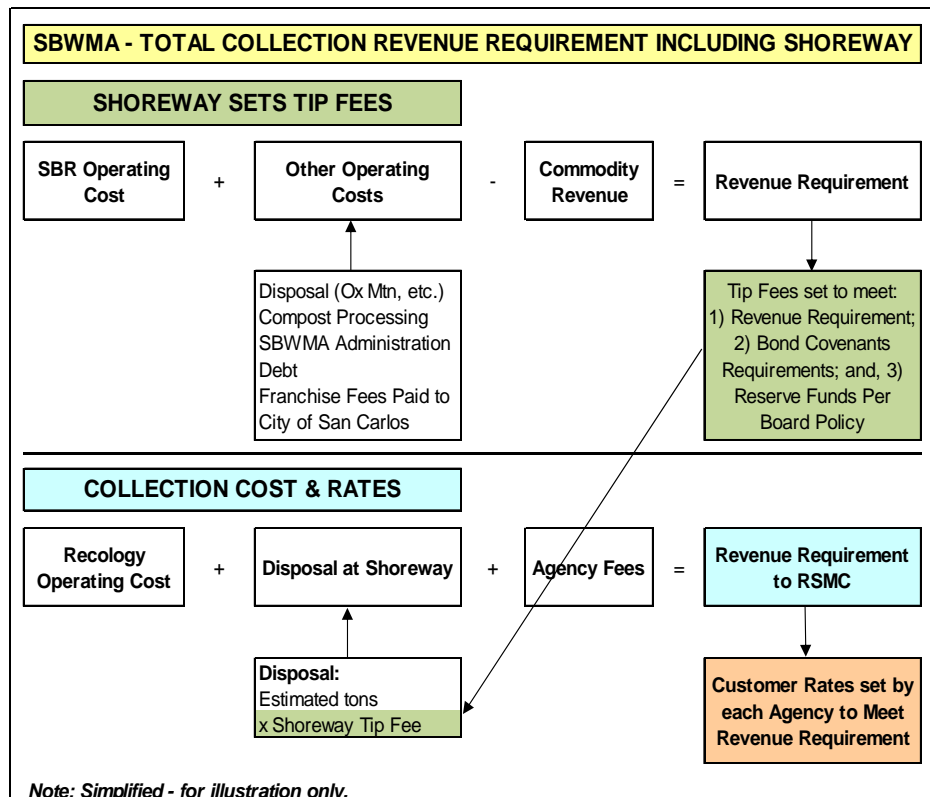 SBWMA - TOTAL COLLECTION REVENUE REQUIREMENT INCLUDING SHOREWAY
SHOREWAY SETS TIP FEES
SBR Operating
Cost
+
Other Operating
Costs
-
Commodity
Revenue
=
Revenue Requirement
Disposal (Ox Mtn, etc.)
Compost Processing
SBWMA Administration
Debt
Franchise Fees Paid to
City of San Carlos
Tip Fees set to meet:
1) Revenue Requirement;
2) Bond Covenants
Requirements; and, 3)
Reserve Funds Per
Board Policy
COLLECTION COST & RATES
Recology
Operating Cost
+
Disposal at Shoreway
+
Agency Fees
=
Revenue Requirement
to RSMC
Disposal:
Estimated tons
x Shoreway Tip Fee
Customer Rates set by
each Agency to Meet
Revenue Requirement
Note: Simplified - for illustration only.